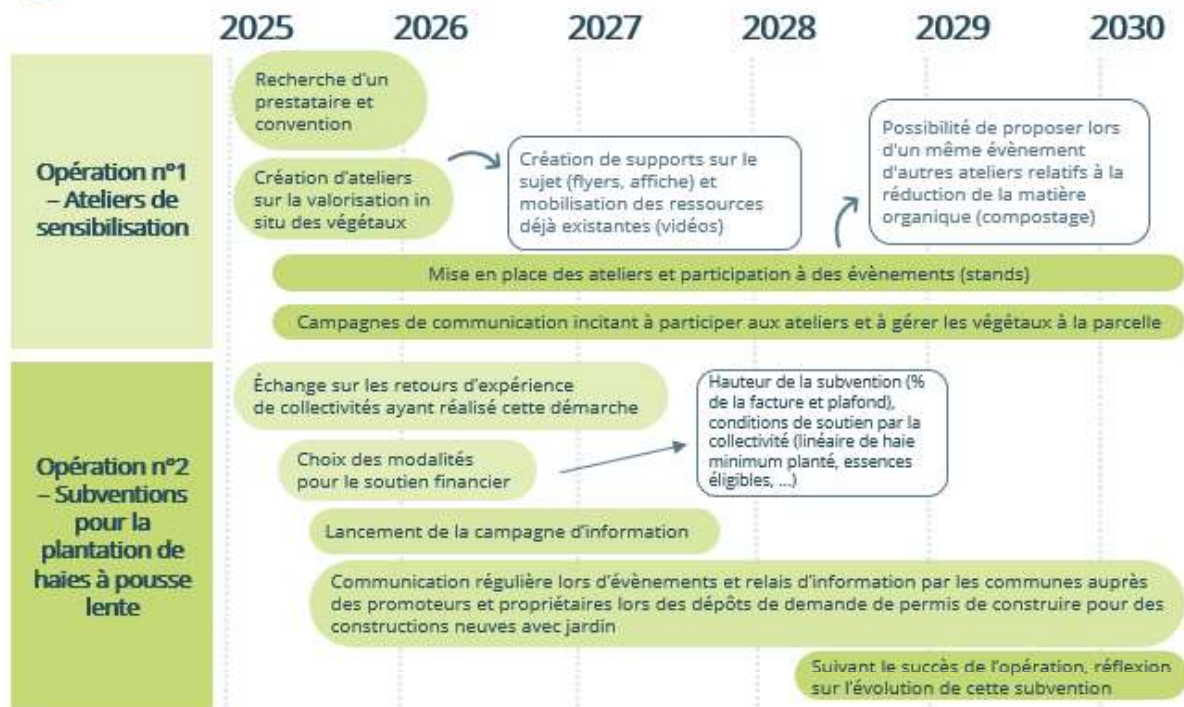 2025 2026 2027 2028 2029 2030
Opération n°1
– Ateliers de
sensibilisation
Recherche d'un
prestataire et
convention
Création d'ateliers
sur la valorisation in
situ des végétaux
Création de supports sur le
sujet (flyers, affiche) et
mobilisation des ressources
déjà existantes (vidéos)
Possibilité de proposer lors
d'un même évènement
d'autres ateliers relatifs à la
réduction de la matière
organique (compostage)
Mise en place des ateliers et participation à des évènements (stands)
Campagnes de communication incitant à participer aux ateliers et à gérer les végétaux à la parcelle
Opération n°2
– Subventions
pour la
plantation de
haies à pousse
lente
Échange sur les retours d'expérience
de collectivités ayant réalisé cette démarche
Choix des modalités
pour le soutien financier
Hauteur de la subvention (%
de la facture et plafond),
conditions de soutien par la
collectivité (linéaire de haie
minimum planté, essences
éligibles, ...)
Lancement de la campagne d'information
Communication régulière lors d'évènements et relais d'information par les communes auprès
des promoteurs et propriétaires lors des dépôts de demande de permis de construire pour des
constructions neuves avec jardin
Suivant le succès de l'opération, réflexion
sur l'évolution de cette subvention